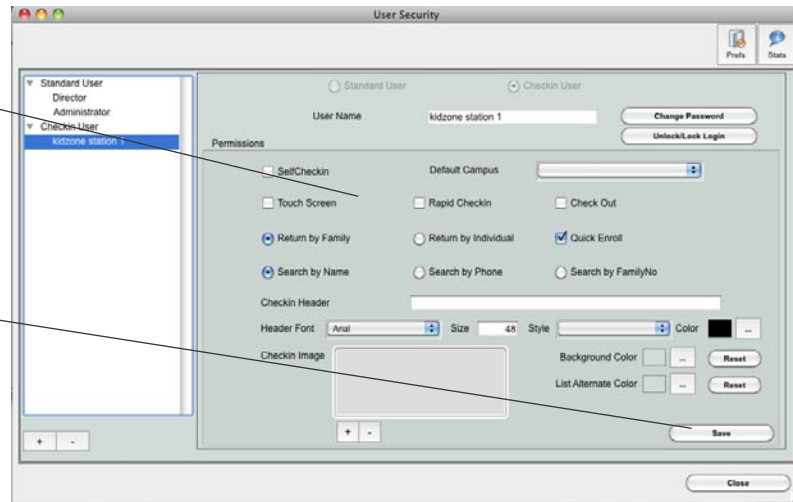 User Security
Prefs Stats
Standard User
Director
Administrator
Checkin User
kidzone station 1
Standard User Checkin User
User Name kidzone station 1 Change Password
Unlock/Lock Login
Permissions
SelfCheckin Default Campus
Touch Screen Rapid Checkin Check Out
Return by Family Return by Individual Quick Enroll
Search by Name Search by Phone Search by FamilyNo
Checkin Header
Header Font Arial Size 48 Style Color ...
Checkin Image Background Color ... Reset
List Alternate Color ... Reset
+ - Save
+ -
Close